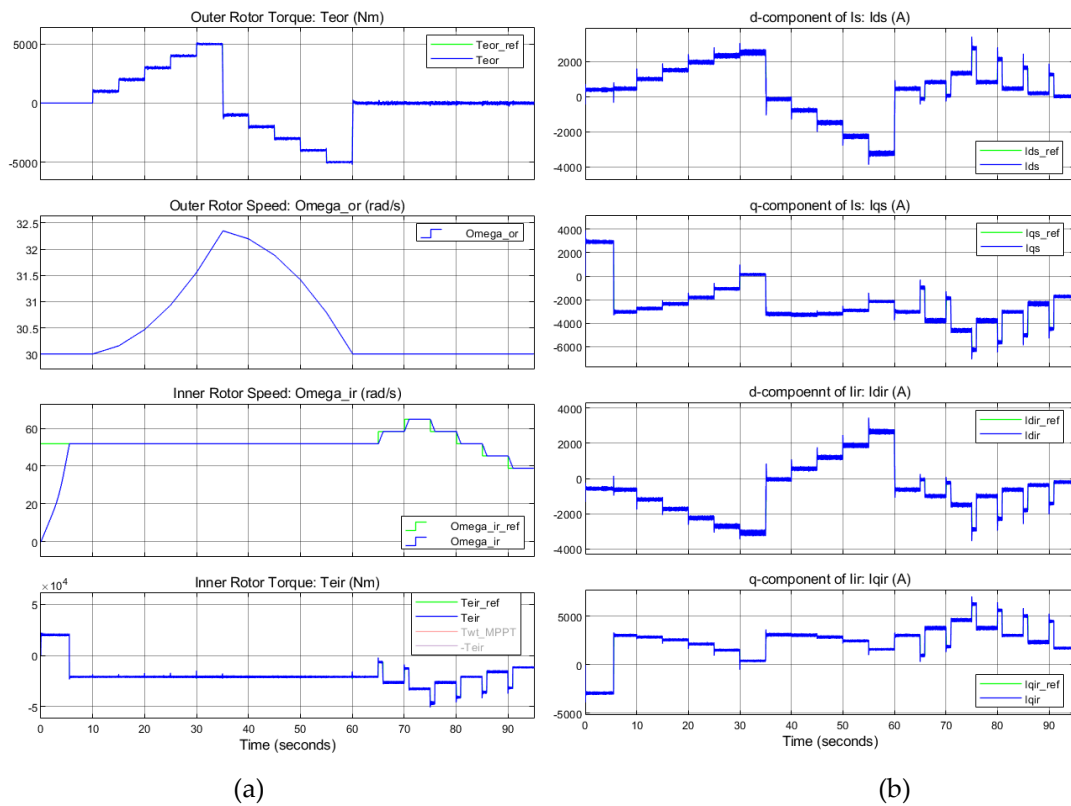 Outer Rotor Torque: Teor (Nm)
5000
0
-5000
Teor_ref
Teor
Outer Rotor Speed: Omega_or (rad/s)
32.5
32
31.5
31
30.5
30
Omega_or
Inner Rotor Speed: Omega_ir (rad/s)
60
40
20
0
Omega_ir_ref
Omega_ir
×10^4
Inner Rotor Torque: Teir (Nm)
5
0
-5
Teir_ref
Teir
Twt_MPPT
-Teir
0 10 20 30 40 50 60 70 80 90
Time (seconds)
(a)
d-component of Is: Ids (A)
2000
0
-2000
-4000
Ids_ref
Ids
q-component of Is: Iqs (A)
4000
2000
0
-2000
-4000
-6000
Iqs_ref
Iqs
d-compoennt of Iir: Idir (A)
4000
2000
0
-2000
-4000
Idir_ref
Idir
q-component of Iir: Iqir (A)
5000
0
-5000
Iqir_ref
Iqir
0 10 20 30 40 50 60 70 80 90
Time (seconds)
(b)